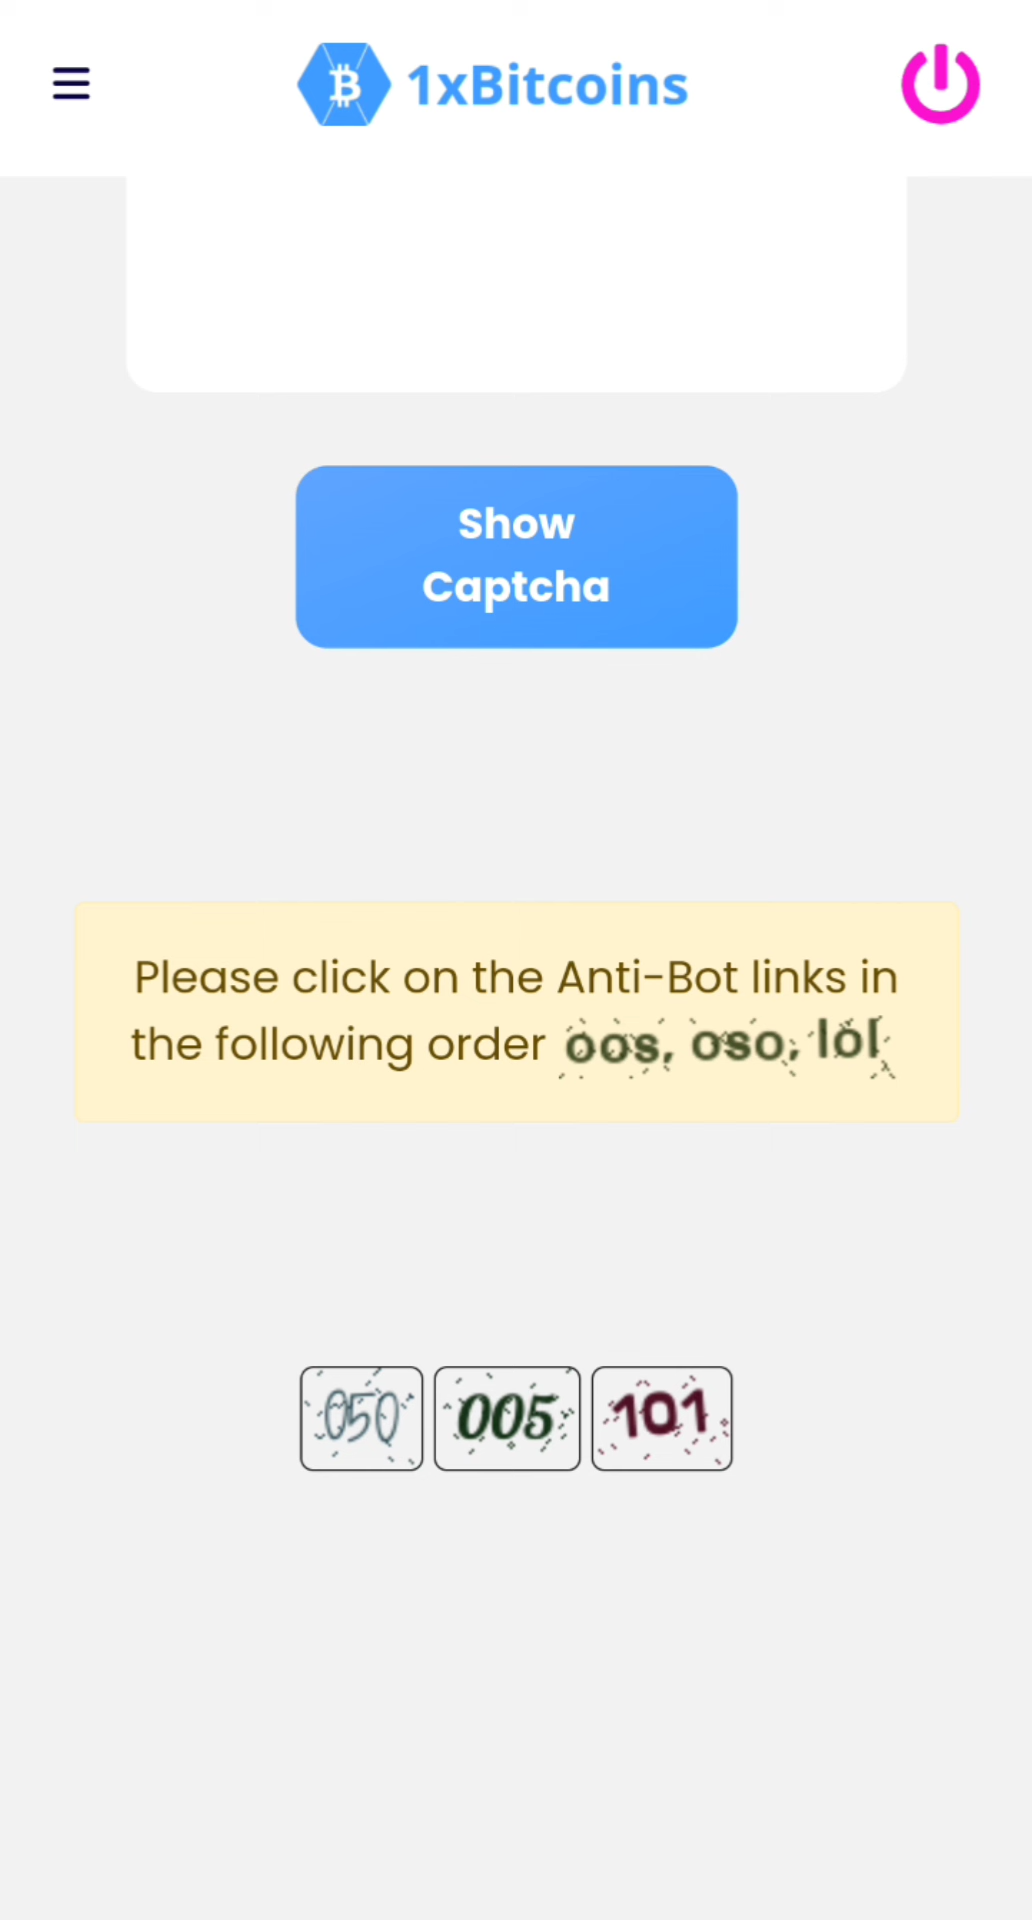 1xBitcoins
Show
Captcha
Please click on the Anti-Bot links in
the following order oos, oso, lol
050 005 101